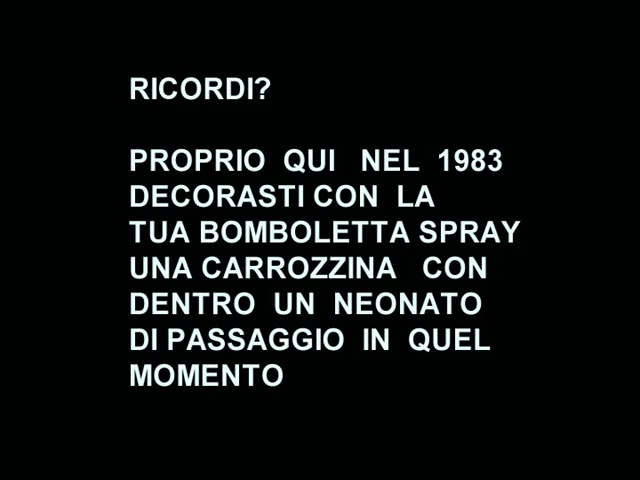 RICORDI?
PROPRIO QUI NEL 1983
DECORASTI CON LA
TUA BOMBOLETTA SPRAY
UNA CARROZZINA CON
DENTRO UN NEONATO
DI PASSAGGIO IN QUEL
MOMENTO